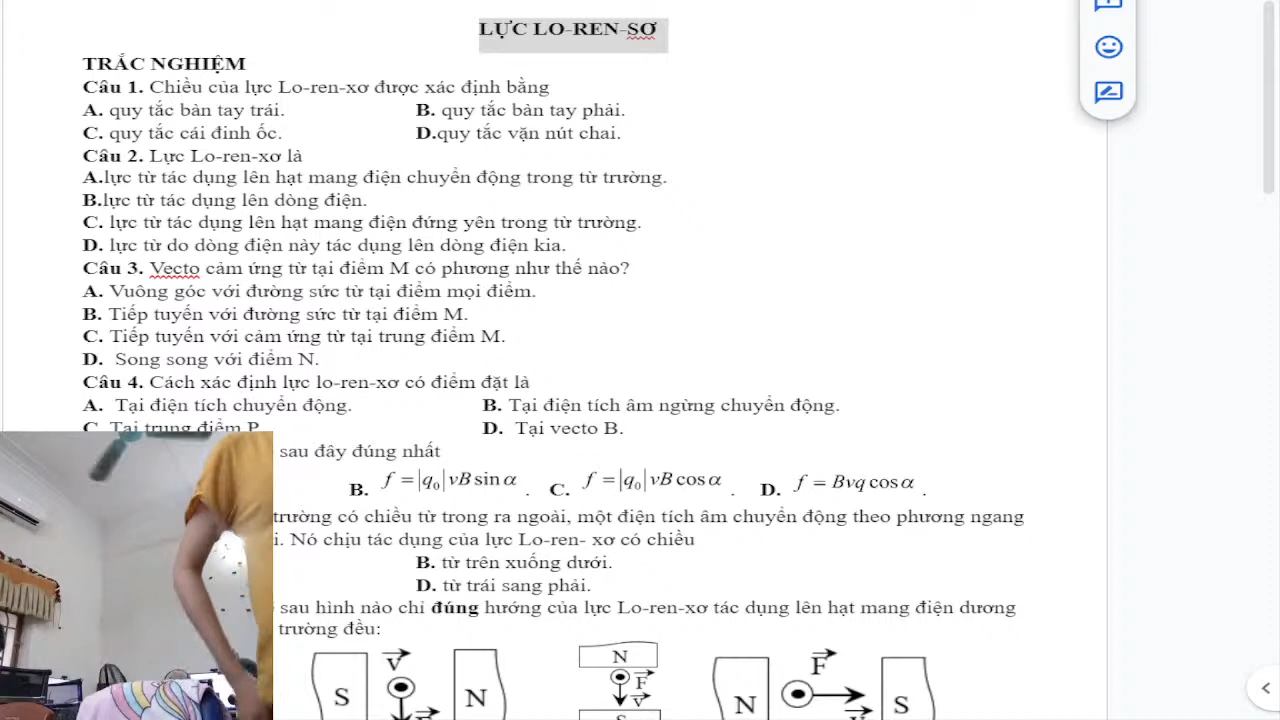 LỰC LO-REN-SƠ
TRẮC NGHIỆM
Câu 1. Chiều của lực Lo-ren-xơ được xác định bằng
A. quy tắc bàn tay trái. B. quy tắc bàn tay phải.
C. quy tắc cái đinh ốc. D.quy tắc vặn nút chai.
Câu 2. Lực Lo-ren-xơ là
A.lực từ tác dụng lên hạt mang điện chuyển động trong từ trường.
B.lực từ tác dụng lên dòng điện.
C. lực từ tác dụng lên hạt mang điện đứng yên trong từ trường.
D. lực từ do dòng điện này tác dụng lên dòng điện kia.
Câu 3. Vecto cảm ứng từ tại điểm M có phương như thế nào?
A. Vuông góc với đường sức từ tại điểm mọi điểm.
B. Tiếp tuyến với đường sức từ tại điểm M.
C. Tiếp tuyến với cảm ứng từ tại trung điểm M.
D. Song song với điểm N.
Câu 4. Cách xác định lực lo-ren-xơ có điểm đặt là
A. Tại điện tích chuyển động. B. Tại điện tích âm ngừng chuyển động.
C. Tại trung điểm P. D. Tại vecto B.
sau đây đúng nhất
B. f = |q₀| vB sin α . C. f = |q₀| vB cos α . D. f = Bvq cos α .
trường có chiều từ trong ra ngoài, một điện tích âm chuyển động theo phương ngang
i. Nó chịu tác dụng của lực Lo-ren- xơ có chiều
B. từ trên xuống dưới.
D. từ trái sang phải.
sau hình nào chỉ đúng hướng của lực Lo-ren-xơ tác dụng lên hạt mang điện dương
trường đều:
S v N N F v N F S